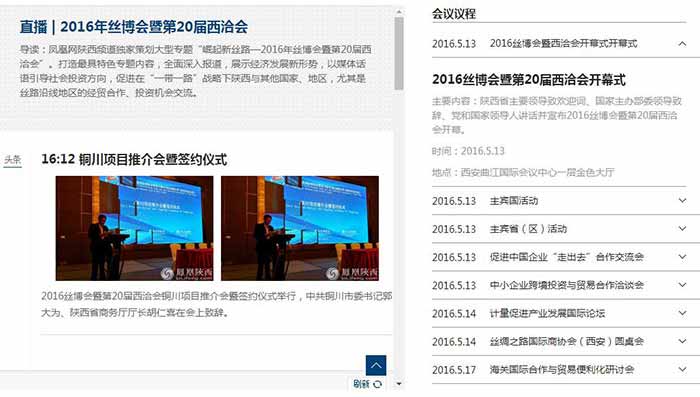 直播 | 2016年丝博会暨第20届西洽会
导读：凤凰网陕西频道独家策划大型专题“崛起新丝路—2016年丝博会暨第20届西
洽会”。打造最具特色专题内容，全面深入报道，展示经济发展新形势，以媒体话
语引导社会投资方向，促进在“一带一路”战略下陕西与其他国家、地区，尤其是
丝路沿线地区的经贸合作、投资机会交流。
头条
16:12 铜川项目推介会暨签约仪式
凤凰陕西
凤凰陕西
2016丝博会暨第20届西洽会铜川项目推介会暨签约仪式举行，中共铜川市委书记郭
大为、陕西省商务厅厅长胡仁喜在会上致辞。
刷新
会议议程
2016.5.13 2016丝博会暨西洽会开幕式开幕式
2016丝博会暨第20届西洽会开幕式
主要内容：陕西省主要领导致欢迎词、国家主办部委领导致
辞、党和国家领导人讲话并宣布2016丝博会暨第20届西洽
会开幕。
时间：2016.5.13
地点：西安曲江国际会议中心一层金色大厅
2016.5.13 主宾国活动
2016.5.13 主宾省（区）活动
2016.5.13 促进中国企业“走出去”合作交流会
2016.5.13 中小企业跨境投资与贸易合作洽谈会
2016.5.14 计量促进产业发展国际论坛
2016.5.14 丝绸之路国际商协会（西安）圆桌会
2016.5.17 海关国际合作与贸易便利化研讨会